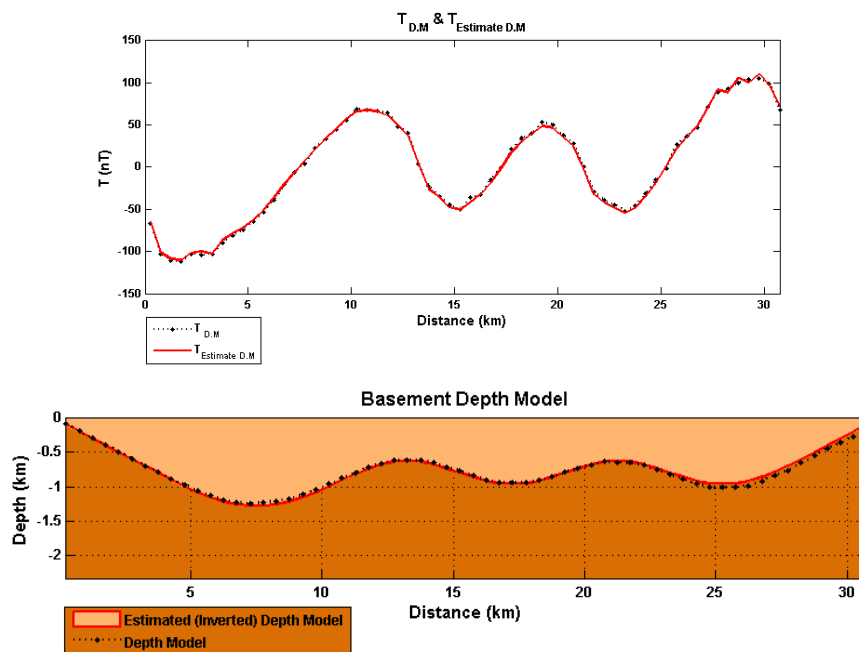 T D.M & T Estimate D.M
150
100
50
0
-50
-100
-150
T (nT)
0 5 10 15 20 25 30
Distance (km)
T D.M
T Estimate D.M
Basement Depth Model
0
-0.5
-1
-1.5
-2
Depth (km)
5 10 15 20 25 30
Distance (km)
Estimated (Inverted) Depth Model
Depth Model